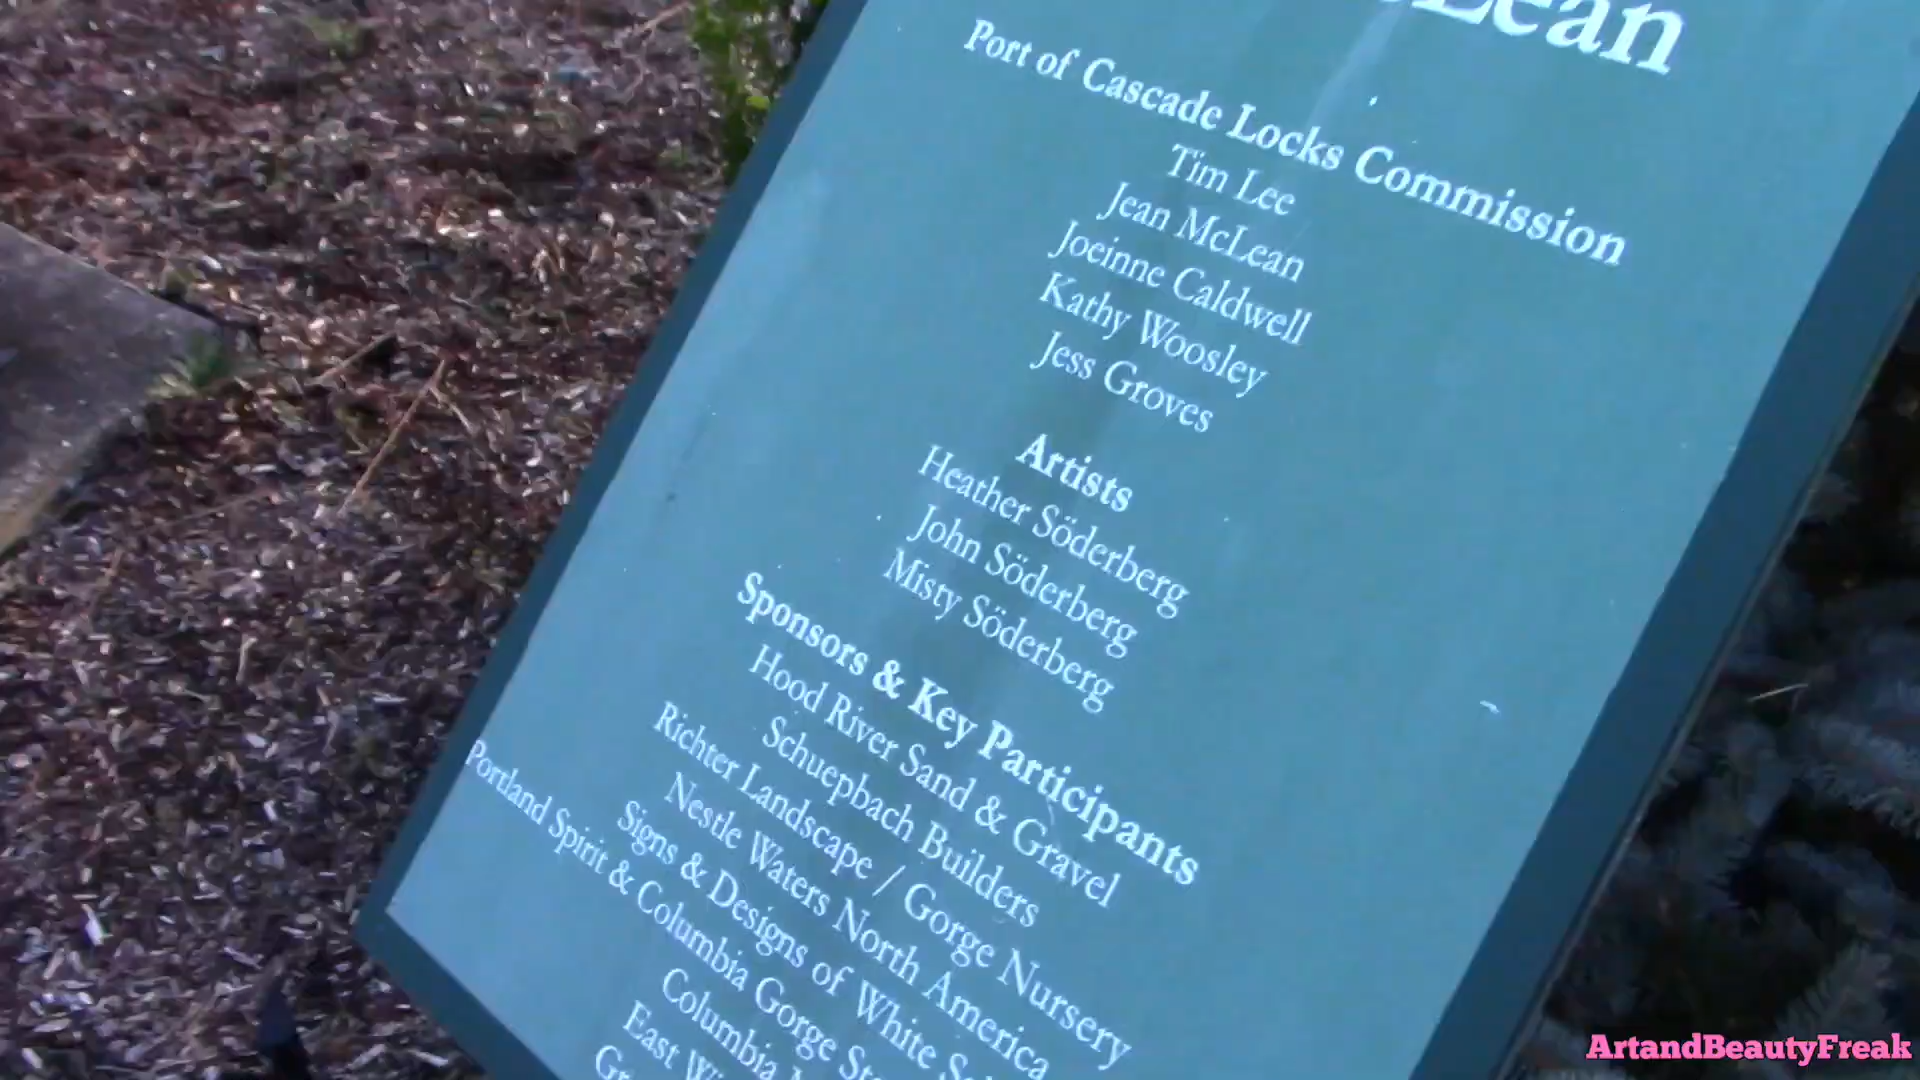 Port of Cascade Locks Commission
Tim Lee
Jean McLean
Joeinne Caldwell
Kathy Woosley
Jess Groves
Artists
Heather Söderberg
John Söderberg
Misty Söderberg
Sponsors & Key Participants
Hood River Sand & Gravel
Schuepbach Builders
Richter Landscape / Gorge Nursery
Nestle Waters North America
Signs & Designs of White
Portland Spirit & Columbia Gorge
Columbia
East
ArtandBeautyFreak